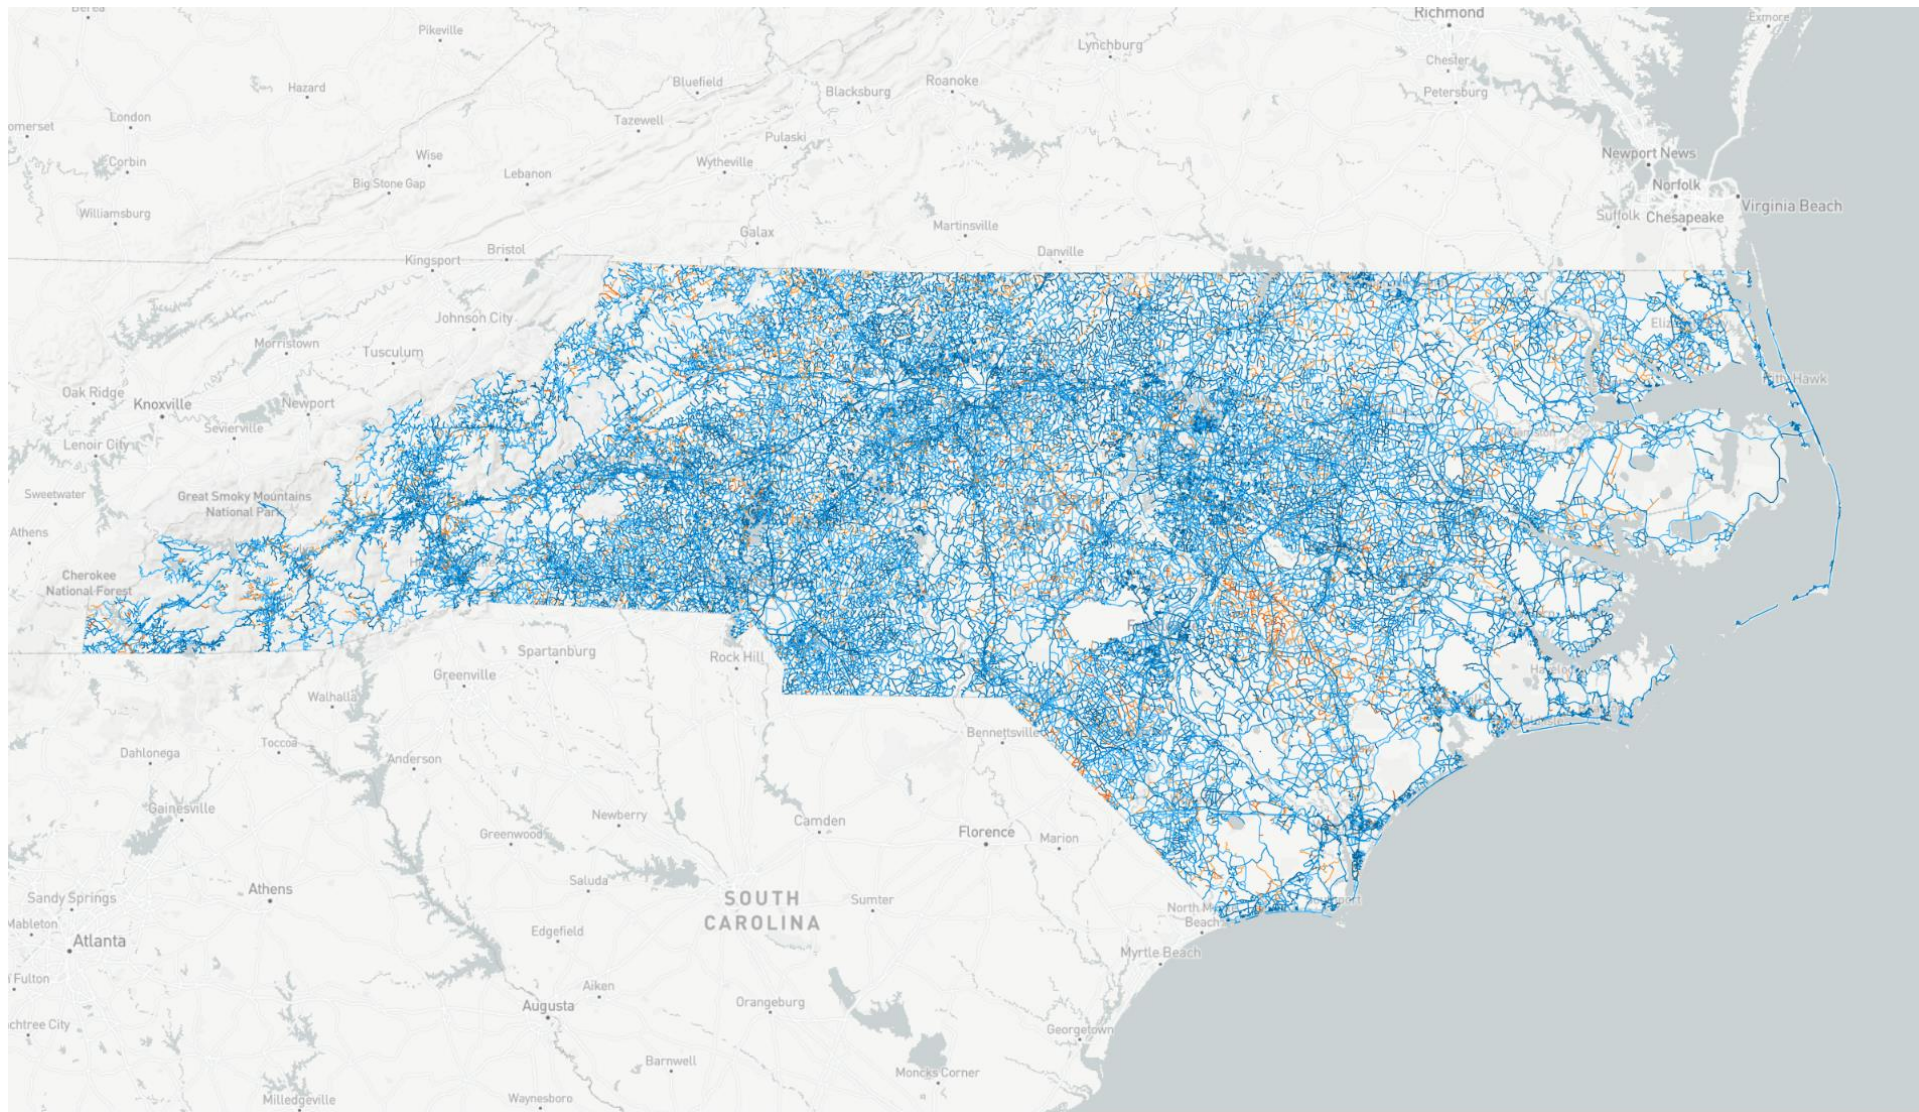 Berea
Richmond
Exmore
Pikeville
Lynchburg
Chester
Hazard
Bluefield
Blacksburg
Roanoke
Petersburg
London
omerset
Tazewell
Pulaski
Corbin
Wise
Wytheville
Newport News
Big Stone Gap
Lebanon
Norfolk
Williamsburg
Galax
Martinsville
Suffolk
Chesapeake
Virginia Beach
Bristol
Danville
Kingsport
Johnson City
Morristown
Tusculum
Kitty Hawk
Oak Ridge
Knoxville
Newport
Sevierville
Lenoir City
Sweetwater
Great Smoky Mountains
National Park
Athens
Cherokee
National Forest
Spartanburg
Rock Hill
Greenville
Walhalla
Toccoa
Bennettsville
Dahlonega
Anderson
Gainesville
Newberry
Greenwood
Camden
Florence
Marion
Sandy Springs
Athens
Saluda
SOUTH
CAROLINA
Sumter
North M
Beach
Mableton
Atlanta
Edgefield
Myrtle Beach
Fulton
Aiken
Augusta
Orangeburg
chtree City
Georgetown
Barnwell
Moncks Corner
Milledgeville
Waynesboro